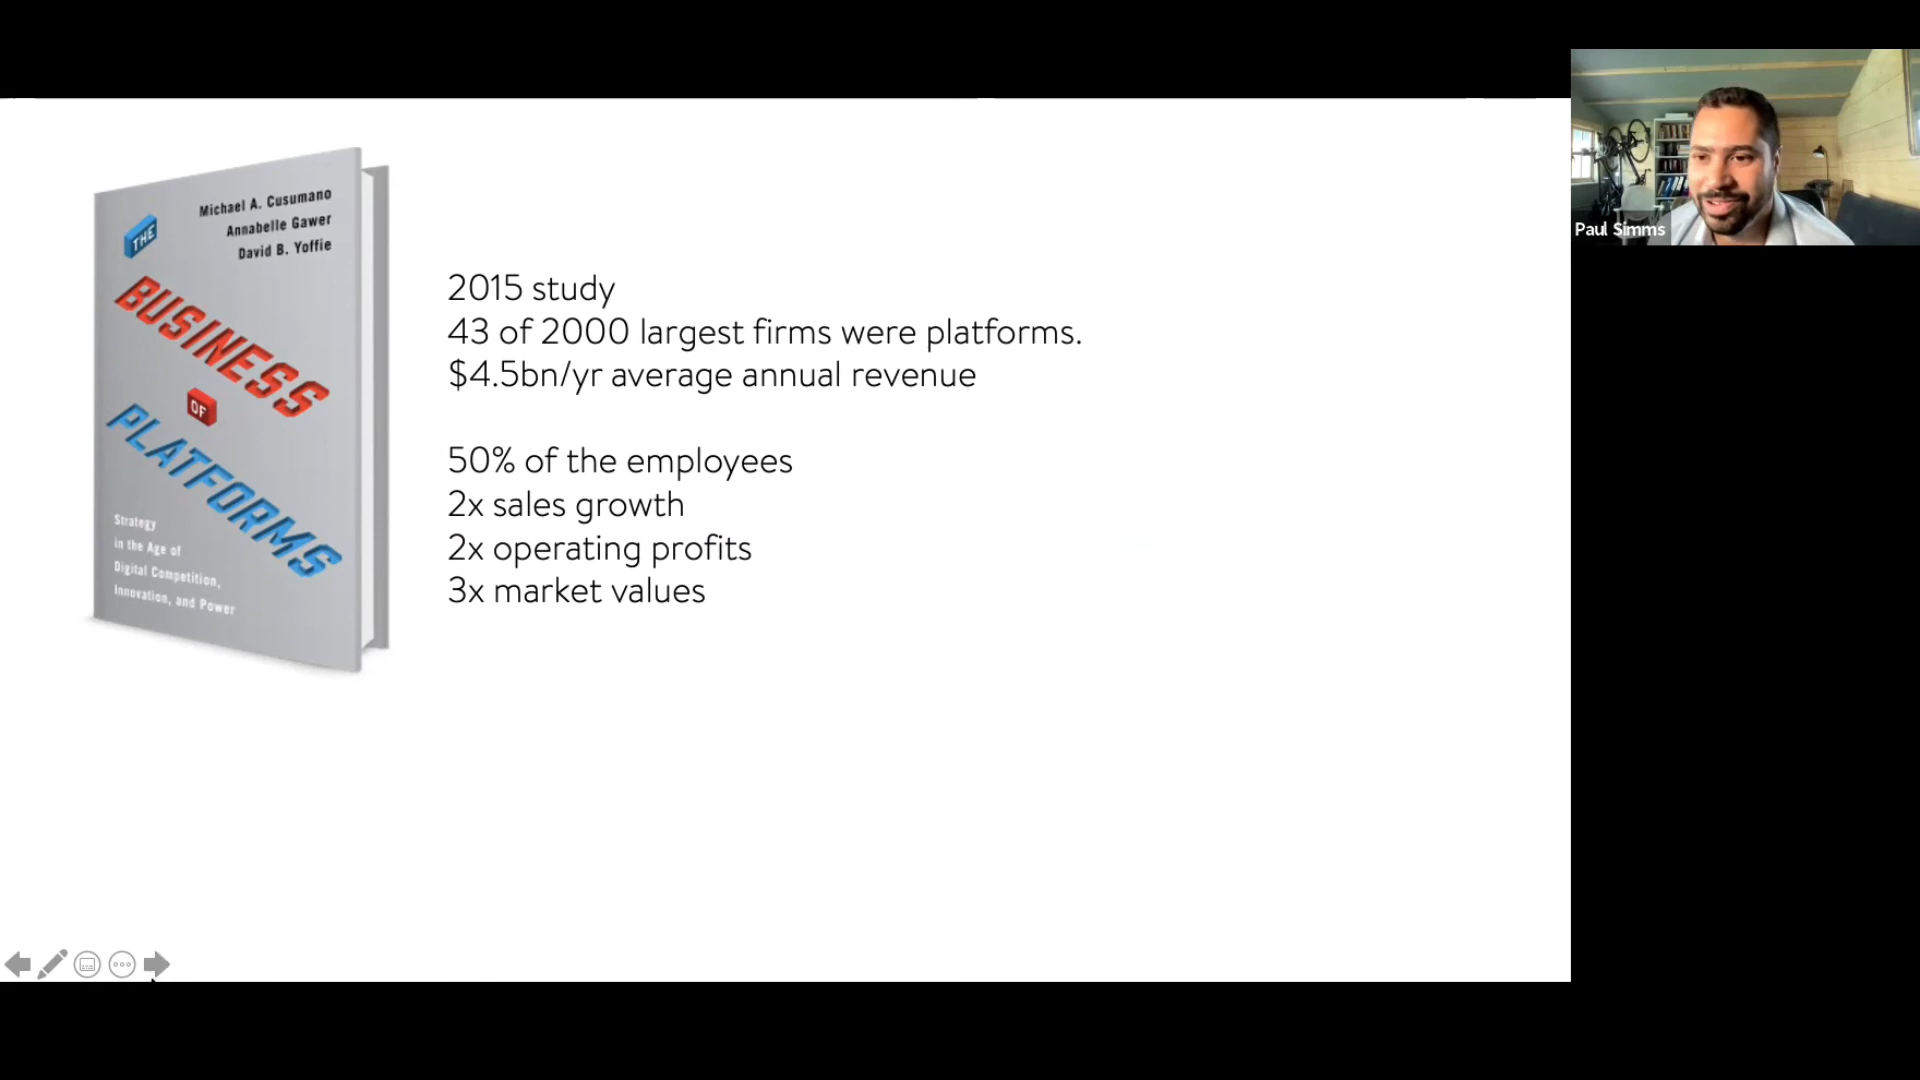 Michael A. Cusumano
Annabelle Gawer
David B. Yoffie
THE
BUSINESS
OF
PLATFORMS
Strategy
in the Age of
Digital Competition,
Innovation, and Power
2015 study
43 of 2000 largest firms were platforms.
$4.5bn/yr average annual revenue
50% of the employees
2x sales growth
2x operating profits
3x market values
Paul Simms